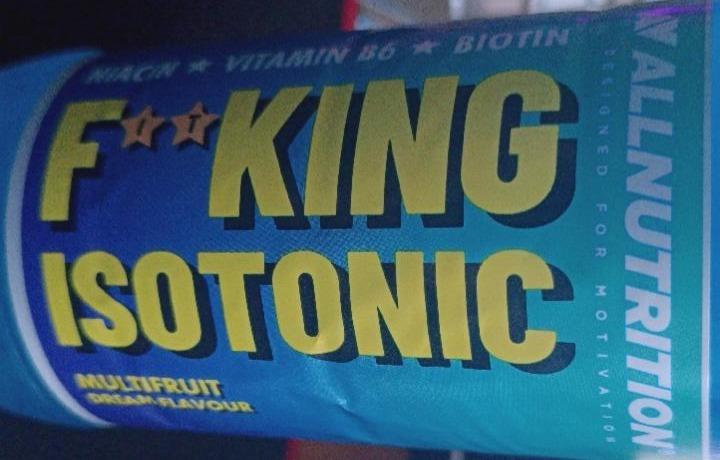 ALLNUTRITION
DESIGNED FOR MOTIVATION
NIACIN ★ VITAMIN B6 ★ BIOTIN
F**KING
ISOTONIC
MULTIFRUIT
DREAM FLAVOUR